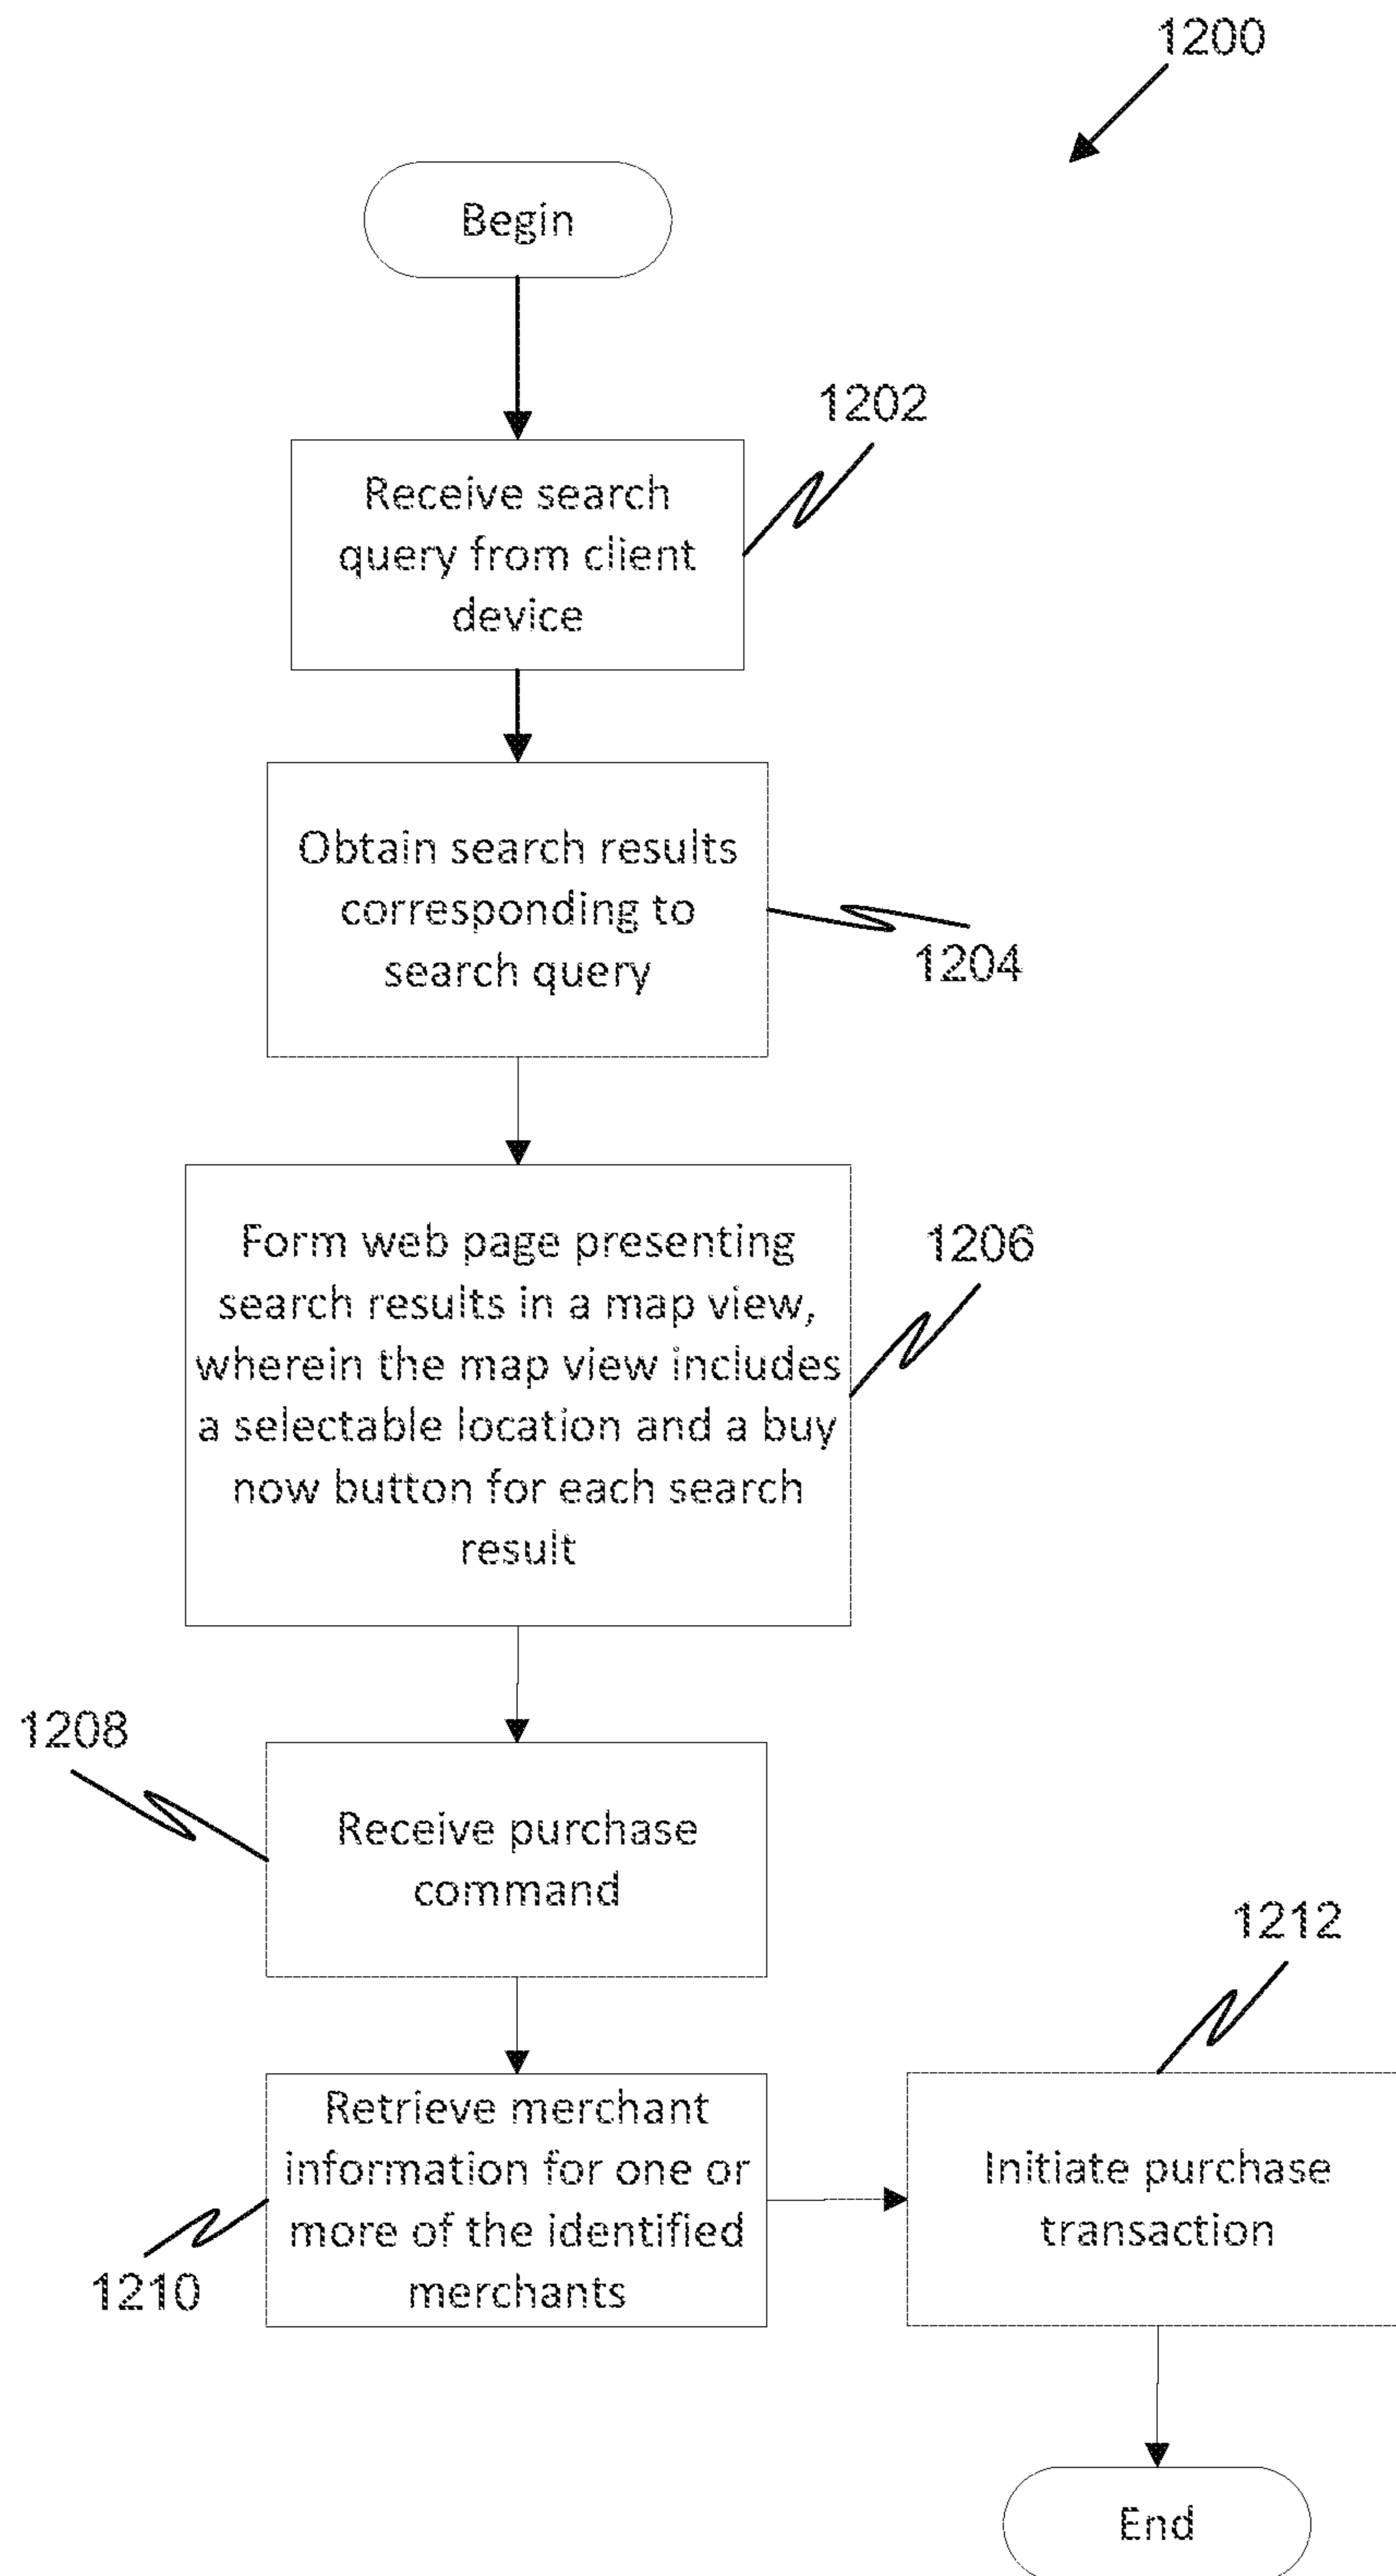 1200
Begin
1202
Receive search
query from client
device
Obtain search results
corresponding to
search query
1204
1206
Form web page presenting
search results in a map view,
wherein the map view includes
a selectable location and a buy
now button for each search
result
1208
Receive purchase
command
1210
Retrieve merchant
information for one or
more of the identified
merchants
1212
Initiate purchase
transaction
End